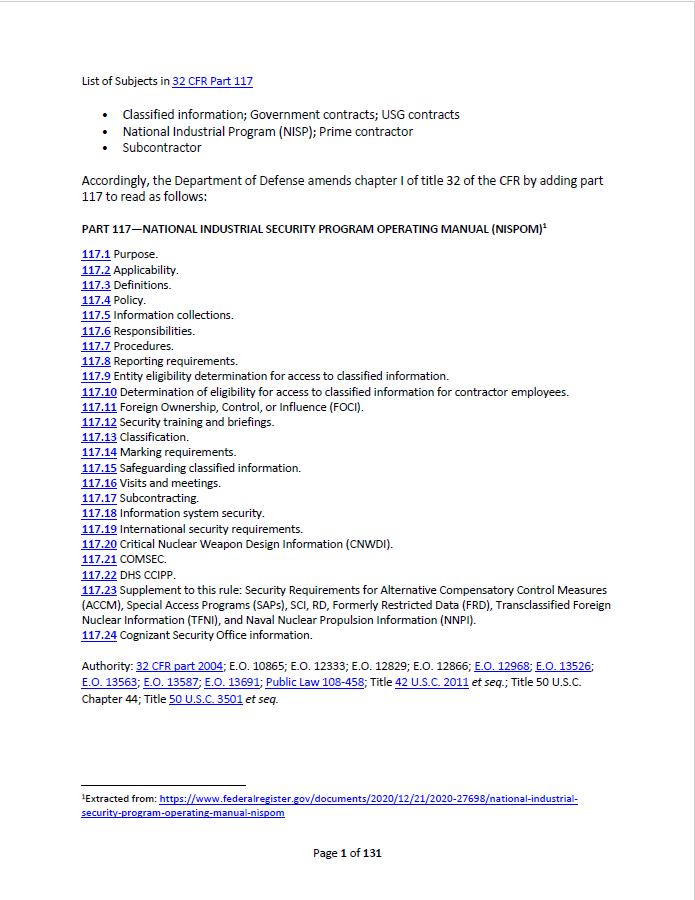 List of Subjects in 32 CFR Part 117
• Classified information; Government contracts; USG contracts
• National Industrial Program (NISP); Prime contractor
• Subcontractor
Accordingly, the Department of Defense amends chapter I of title 32 of the CFR by adding part
117 to read as follows:
PART 117—NATIONAL INDUSTRIAL SECURITY PROGRAM OPERATING MANUAL (NISPOM)¹
117.1 Purpose.
117.2 Applicability.
117.3 Definitions.
117.4 Policy.
117.5 Information collections.
117.6 Responsibilities.
117.7 Procedures.
117.8 Reporting requirements.
117.9 Entity eligibility determination for access to classified information.
117.10 Determination of eligibility for access to classified information for contractor employees.
117.11 Foreign Ownership, Control, or Influence (FOCI).
117.12 Security training and briefings.
117.13 Classification.
117.14 Marking requirements.
117.15 Safeguarding classified information.
117.16 Visits and meetings.
117.17 Subcontracting.
117.18 Information system security.
117.19 International security requirements.
117.20 Critical Nuclear Weapon Design Information (CNWDI).
117.21 COMSEC.
117.22 DHS CCIPP.
117.23 Supplement to this rule: Security Requirements for Alternative Compensatory Control Measures
(ACCM), Special Access Programs (SAPs), SCI, RD, Formerly Restricted Data (FRD), Transclassified Foreign
Nuclear Information (TFNI), and Naval Nuclear Propulsion Information (NNPI).
117.24 Cognizant Security Office information.
Authority: 32 CFR part 2004; E.O. 10865; E.O. 12333; E.O. 12829; E.O. 12866; E.O. 12968; E.O. 13526;
E.O. 13563; E.O. 13587; E.O. 13691; Public Law 108-458; Title 42 U.S.C. 2011 et seq.; Title 50 U.S.C.
Chapter 44; Title 50 U.S.C. 3501 et seq.
¹Extracted from: https://www.federalregister.gov/documents/2020/12/21/2020-27698/national-industrial-
security-program-operating-manual-nispom
Page 1 of 131